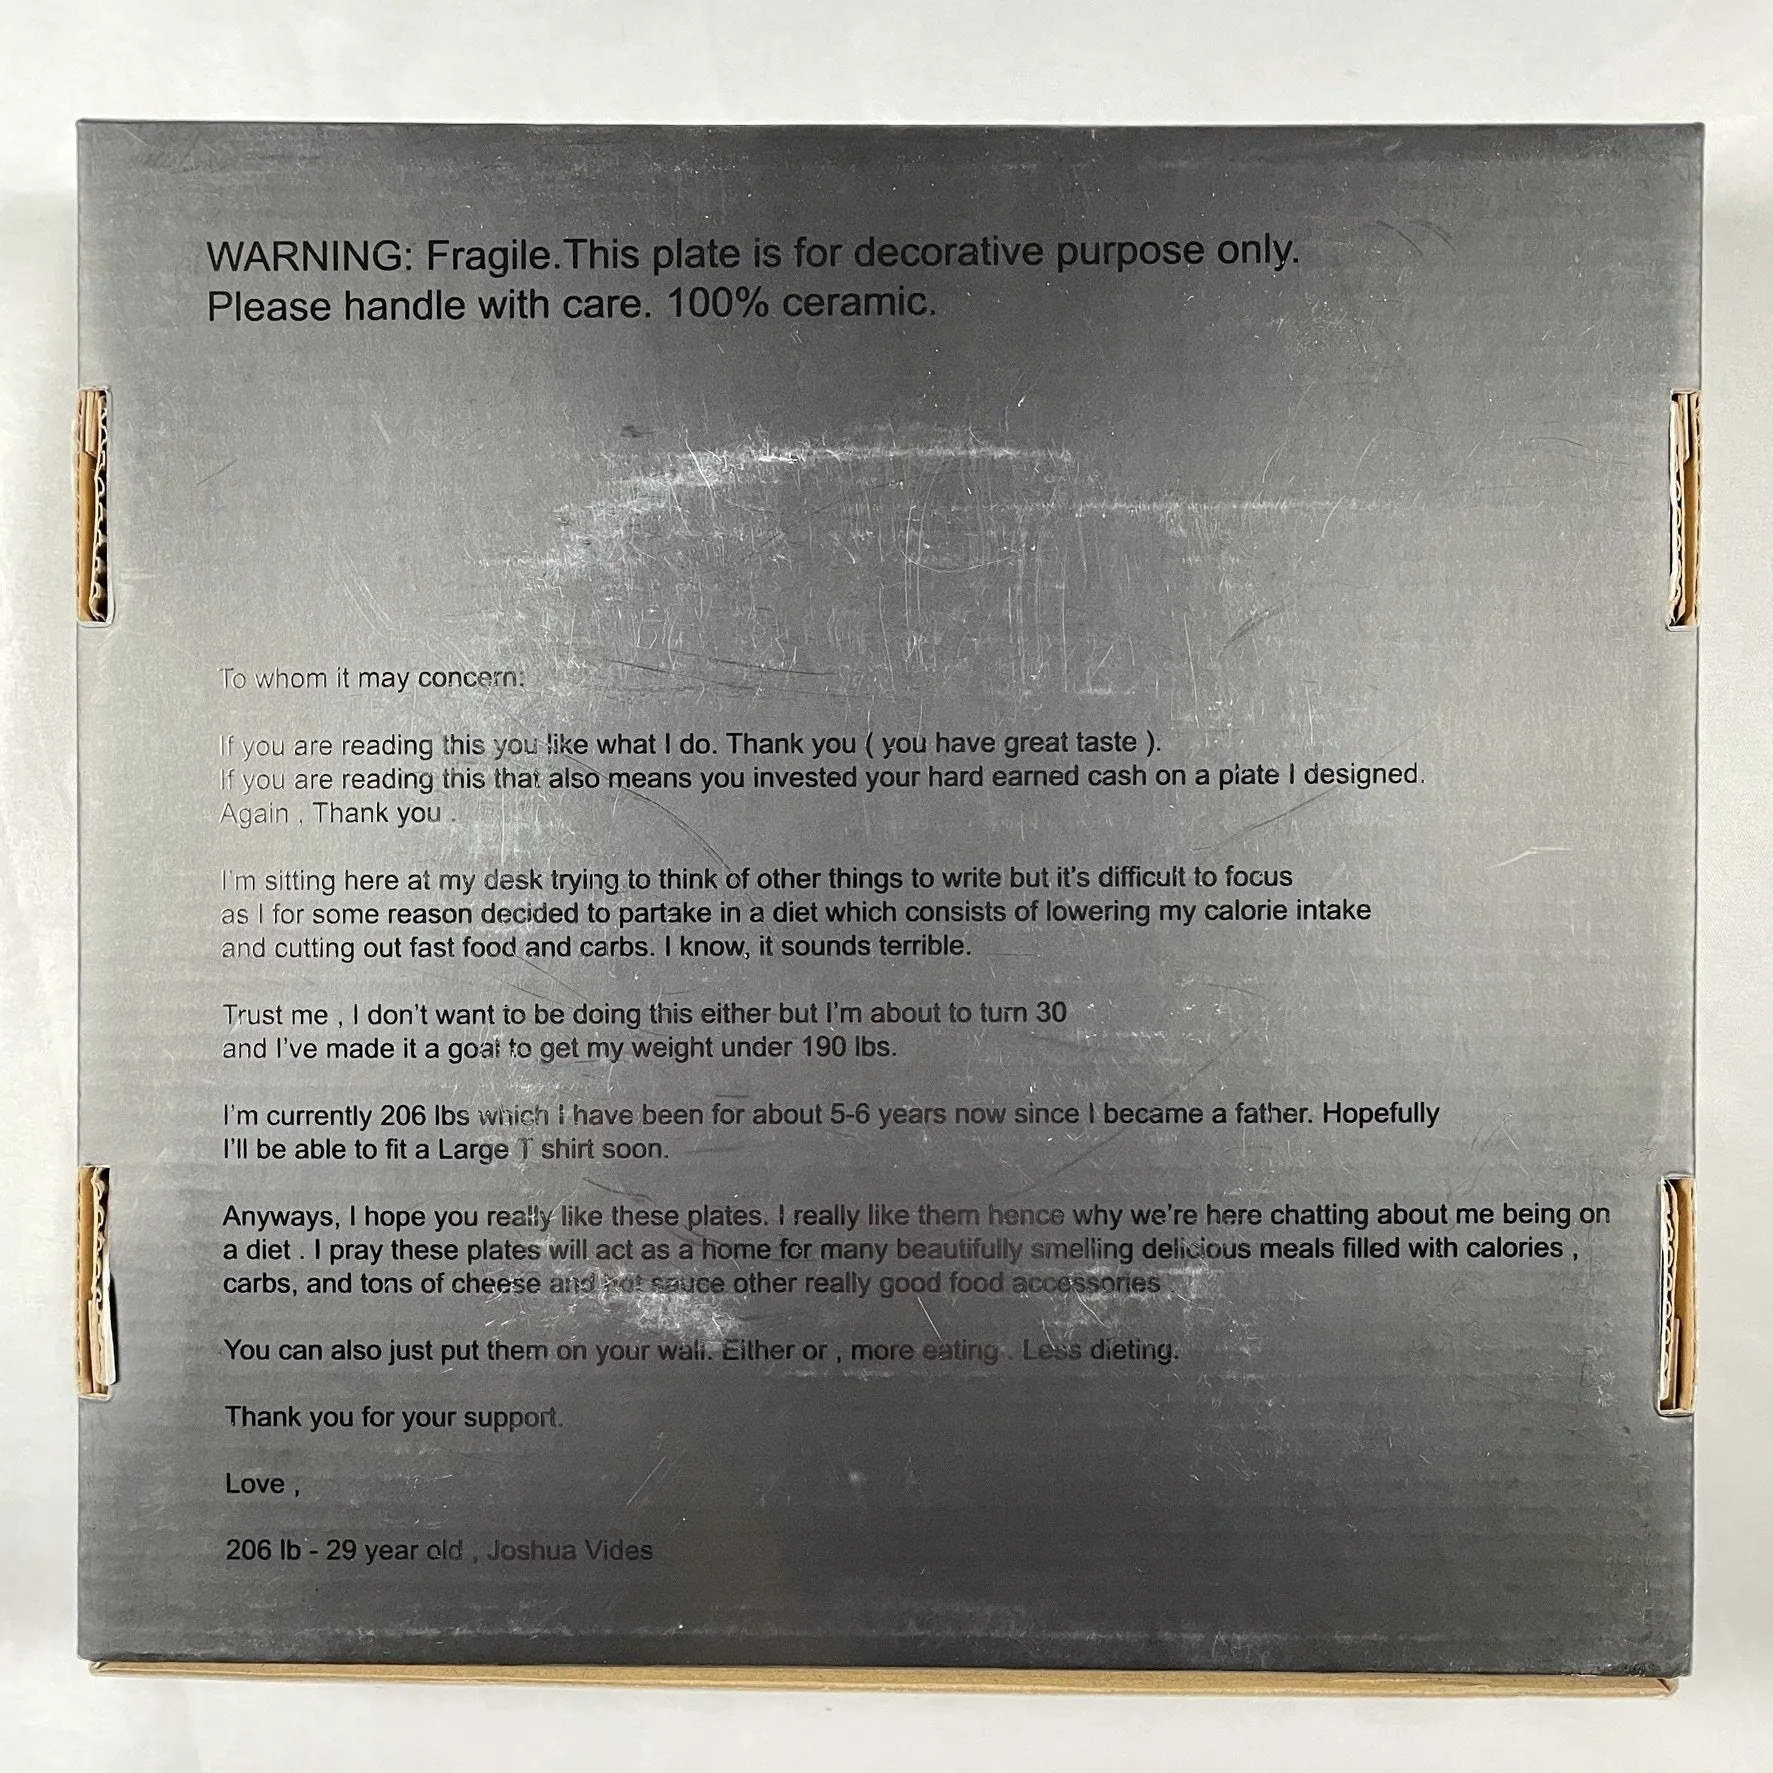 WARNING: Fragile.This plate is for decorative purpose only.
Please handle with care. 100% ceramic.
To whom it may concern:
If you are reading this you like what I do. Thank you ( you have great taste ).
If you are reading this that also means you invested your hard earned cash on a plate I designed.
Again , Thank you .
I'm sitting here at my desk trying to think of other things to write but it's difficult to focus
as I for some reason decided to partake in a diet which consists of lowering my calorie intake
and cutting out fast food and carbs. I know, it sounds terrible.
Trust me , I don't want to be doing this either but I'm about to turn 30
and I've made it a goal to get my weight under 190 lbs.
I'm currently 206 lbs which I have been for about 5-6 years now since I became a father. Hopefully
I'll be able to fit a Large T shirt soon.
Anyways, I hope you really like these plates. I really like them hence why we're here chatting about me being on
a diet . I pray these plates will act as a home for many beautifully smelling delicious meals filled with calories ,
carbs, and tons of cheese and hot sauce other really good food accessories .
You can also just put them on your wall. Either or , more eating . Less dieting.
Thank you for your support.
Love ,
206 lb - 29 year old , Joshua Vides